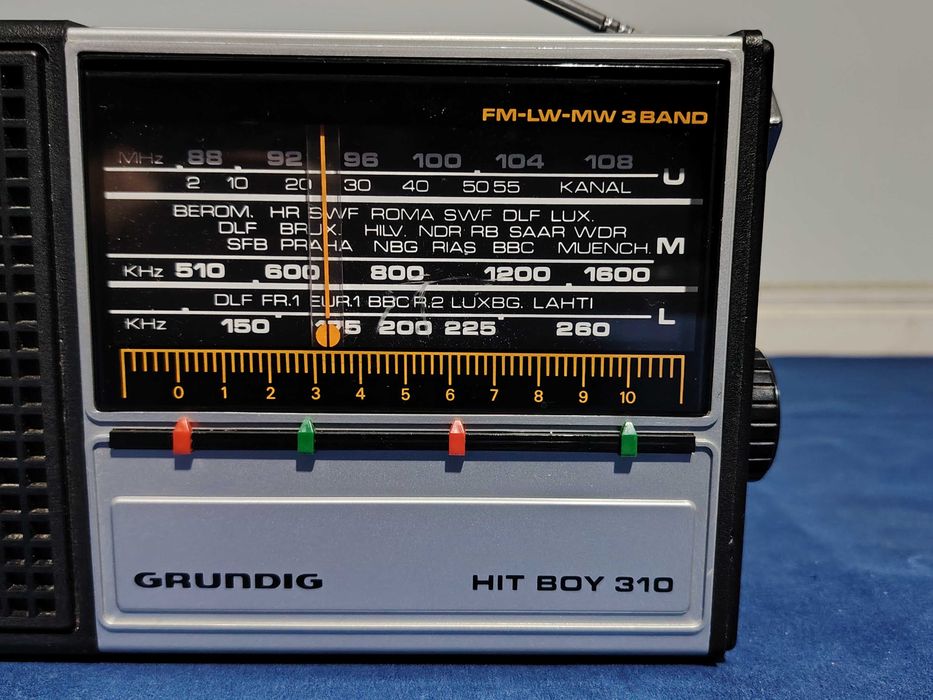 FM-LW-MW 3 BAND
MHz 88 92 96 100 104 108
2 10 20 30 40 50 55 KANAL U
BEROM. HR SWF ROMA SWF DLF LUX.
DLF BRUX. HILV. NDR RB SAAR WDR
SFB PRAHA NBG RIAS BBC MUENCH. M
KHz 510 600 800 1200 1600
DLF FR.1 EUR.1 BBC R.2 LUXBG. LAHTI L
KHz 150 175 200 225 260
0 1 2 3 4 5 6 7 8 9 10
GRUNDIG HIT BOY 310